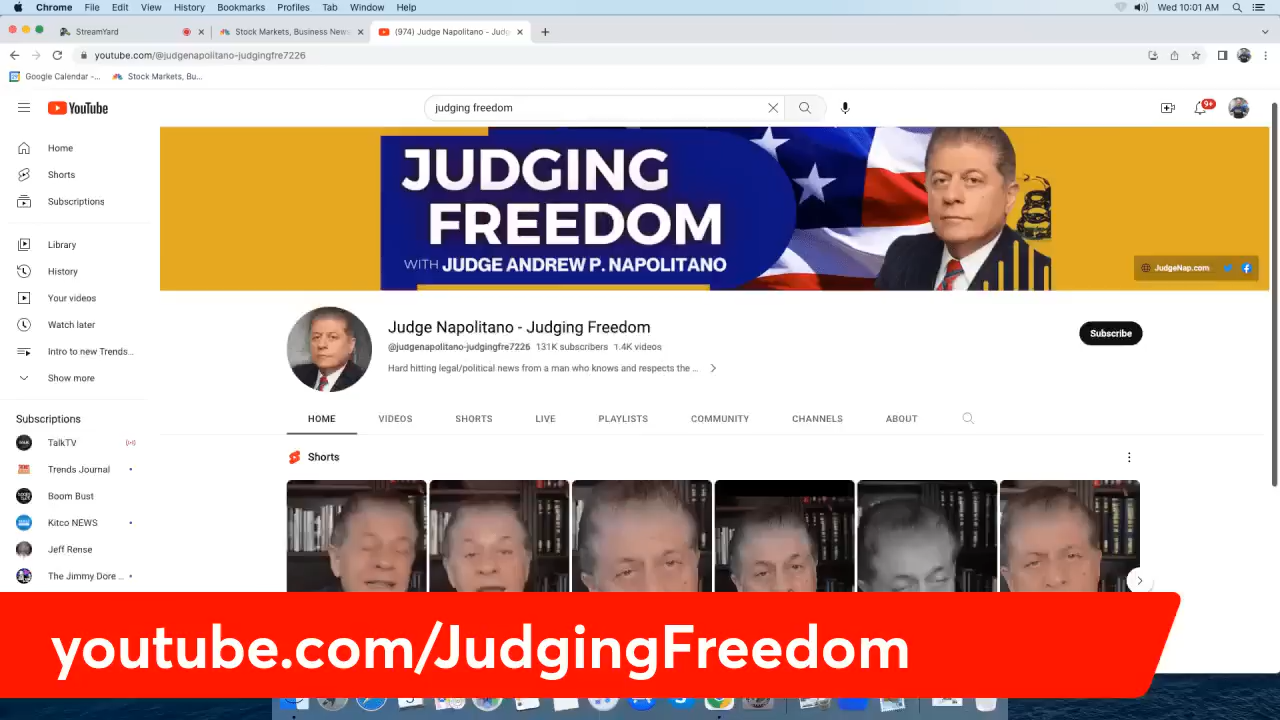 Chrome File Edit View History Bookmarks Profiles Tab Window Help Wed 10:01 AM
StreamYard Stock Markets, Business News (974) Judge Napolitano - Judg
youtube.com/@judgenapolitano-judgingfre7226
Google Calendar -... Stock Markets, Bu...
YouTube judging freedom 9+
Home
Shorts
Subscriptions
Library
History
Your videos
Watch later
Intro to new Trends...
Show more
Subscriptions
TalkTV
Trends Journal
Boom Bust
Kitco NEWS
Jeff Rense
The Jimmy Dore ...
JUDGING
FREEDOM
WITH JUDGE ANDREW P. NAPOLITANO
JudgeNap.com
Judge Napolitano - Judging Freedom
@judgenapolitano-judgingfre7226 131K subscribers 1.4K videos
Hard hitting legal/political news from a man who knows and respects the ...
Subscribe
HOME VIDEOS SHORTS LIVE PLAYLISTS COMMUNITY CHANNELS ABOUT
Shorts
youtube.com/JudgingFreedom